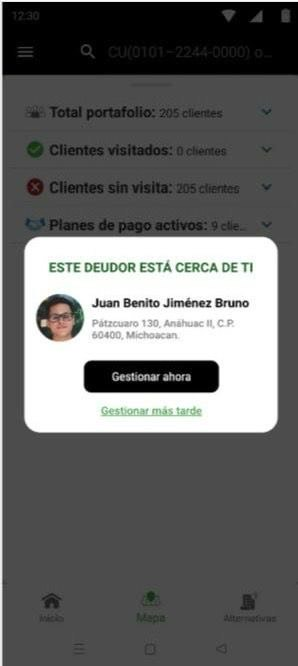 12:30
CU(0101–2244-0000) o...
Total portafolio: 205 clientes
Clientes visitados: 0 clientes
Clientes sin visita: 205 clientes
Planes de pago activos: 9 clie...
ESTE DEUDOR ESTÁ CERCA DE TI
Juan Benito Jiménez Bruno
Pátzcuaro 130, Anáhuac II, C.P.
60400, Michoacan.
Gestionar ahora
Gestionar más tarde
Inicio
Mapa
Alternativas